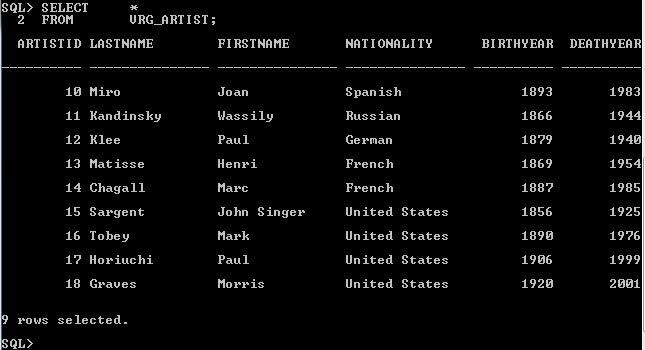 SQL> SELECT *
2 FROM VRG_ARTIST;
ARTISTID LASTNAME FIRSTNAME NATIONALITY BIRTHYEAR DEATHYEAR
---------- --------------- --------------- --------------- ---------- ----------
10 Miro Joan Spanish 1893 1983
11 Kandinsky Wassily Russian 1866 1944
12 Klee Paul German 1879 1940
13 Matisse Henri French 1869 1954
14 Chagall Marc French 1887 1985
15 Sargent John Singer United States 1856 1925
16 Tobey Mark United States 1890 1976
17 Horiuchi Paul United States 1906 1999
18 Graves Morris United States 1920 2001
9 rows selected.
SQL>